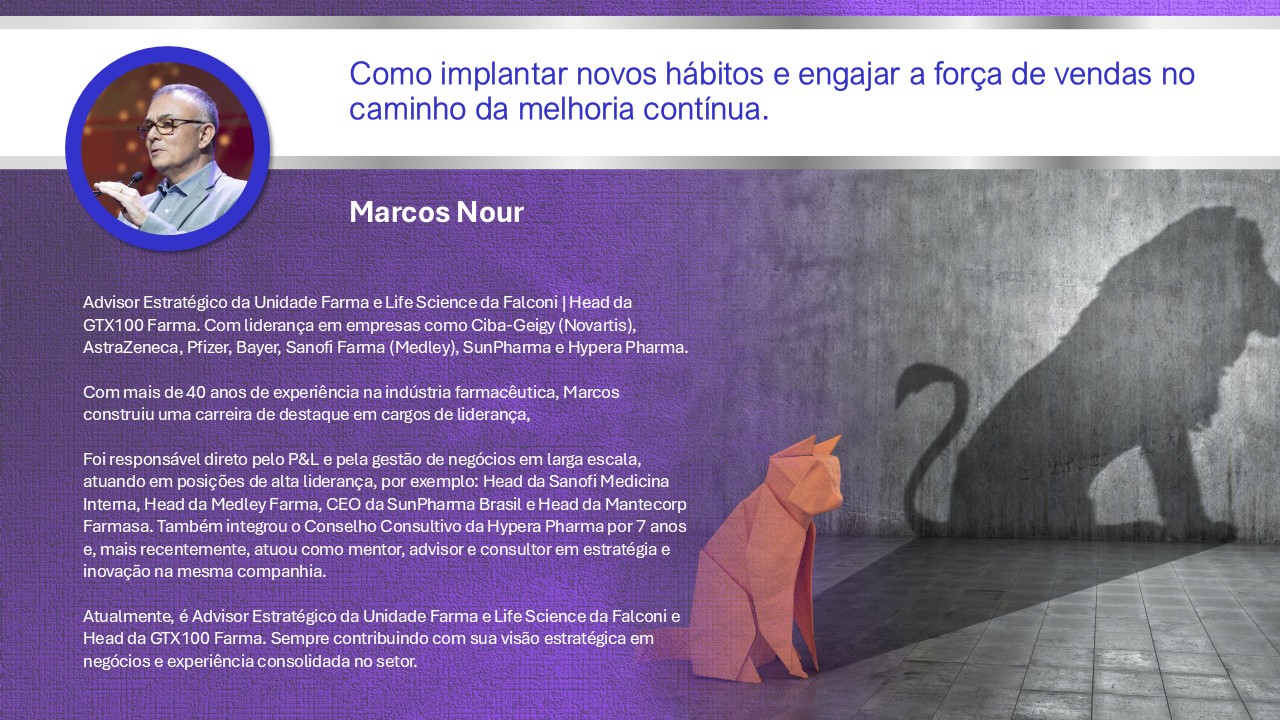 Como implantar novos hábitos e engajar a força de vendas no
caminho da melhoria contínua.
Marcos Nour
Advisor Estratégico da Unidade Farma e Life Science da Falconi | Head da
GTX100 Farma. Com liderança em empresas como Ciba-Geigy (Novartis),
AstraZeneca, Pfizer, Bayer, Sanofi Farma (Medley), SunPharma e Hypera Pharma.
Com mais de 40 anos de experiência na indústria farmacêutica, Marcos
construiu uma carreira de destaque em cargos de liderança,
Foi responsável direto pelo P&L e pela gestão de negócios em larga escala,
atuando em posições de alta liderança, por exemplo: Head da Sanofi Medicina
Interna, Head da Medley Farma, CEO da SunPharma Brasil e Head da Mantecorp
Farmasa. Também integrou o Conselho Consultivo da Hypera Pharma por 7 anos
e, mais recentemente, atuou como mentor, advisor e consultor em estratégia e
inovação na mesma companhia.
Atualmente, é Advisor Estratégico da Unidade Farma e Life Science da Falconi e
Head da GTX100 Farma. Sempre contribuindo com sua visão estratégica em
negócios e experiência consolidada no setor.